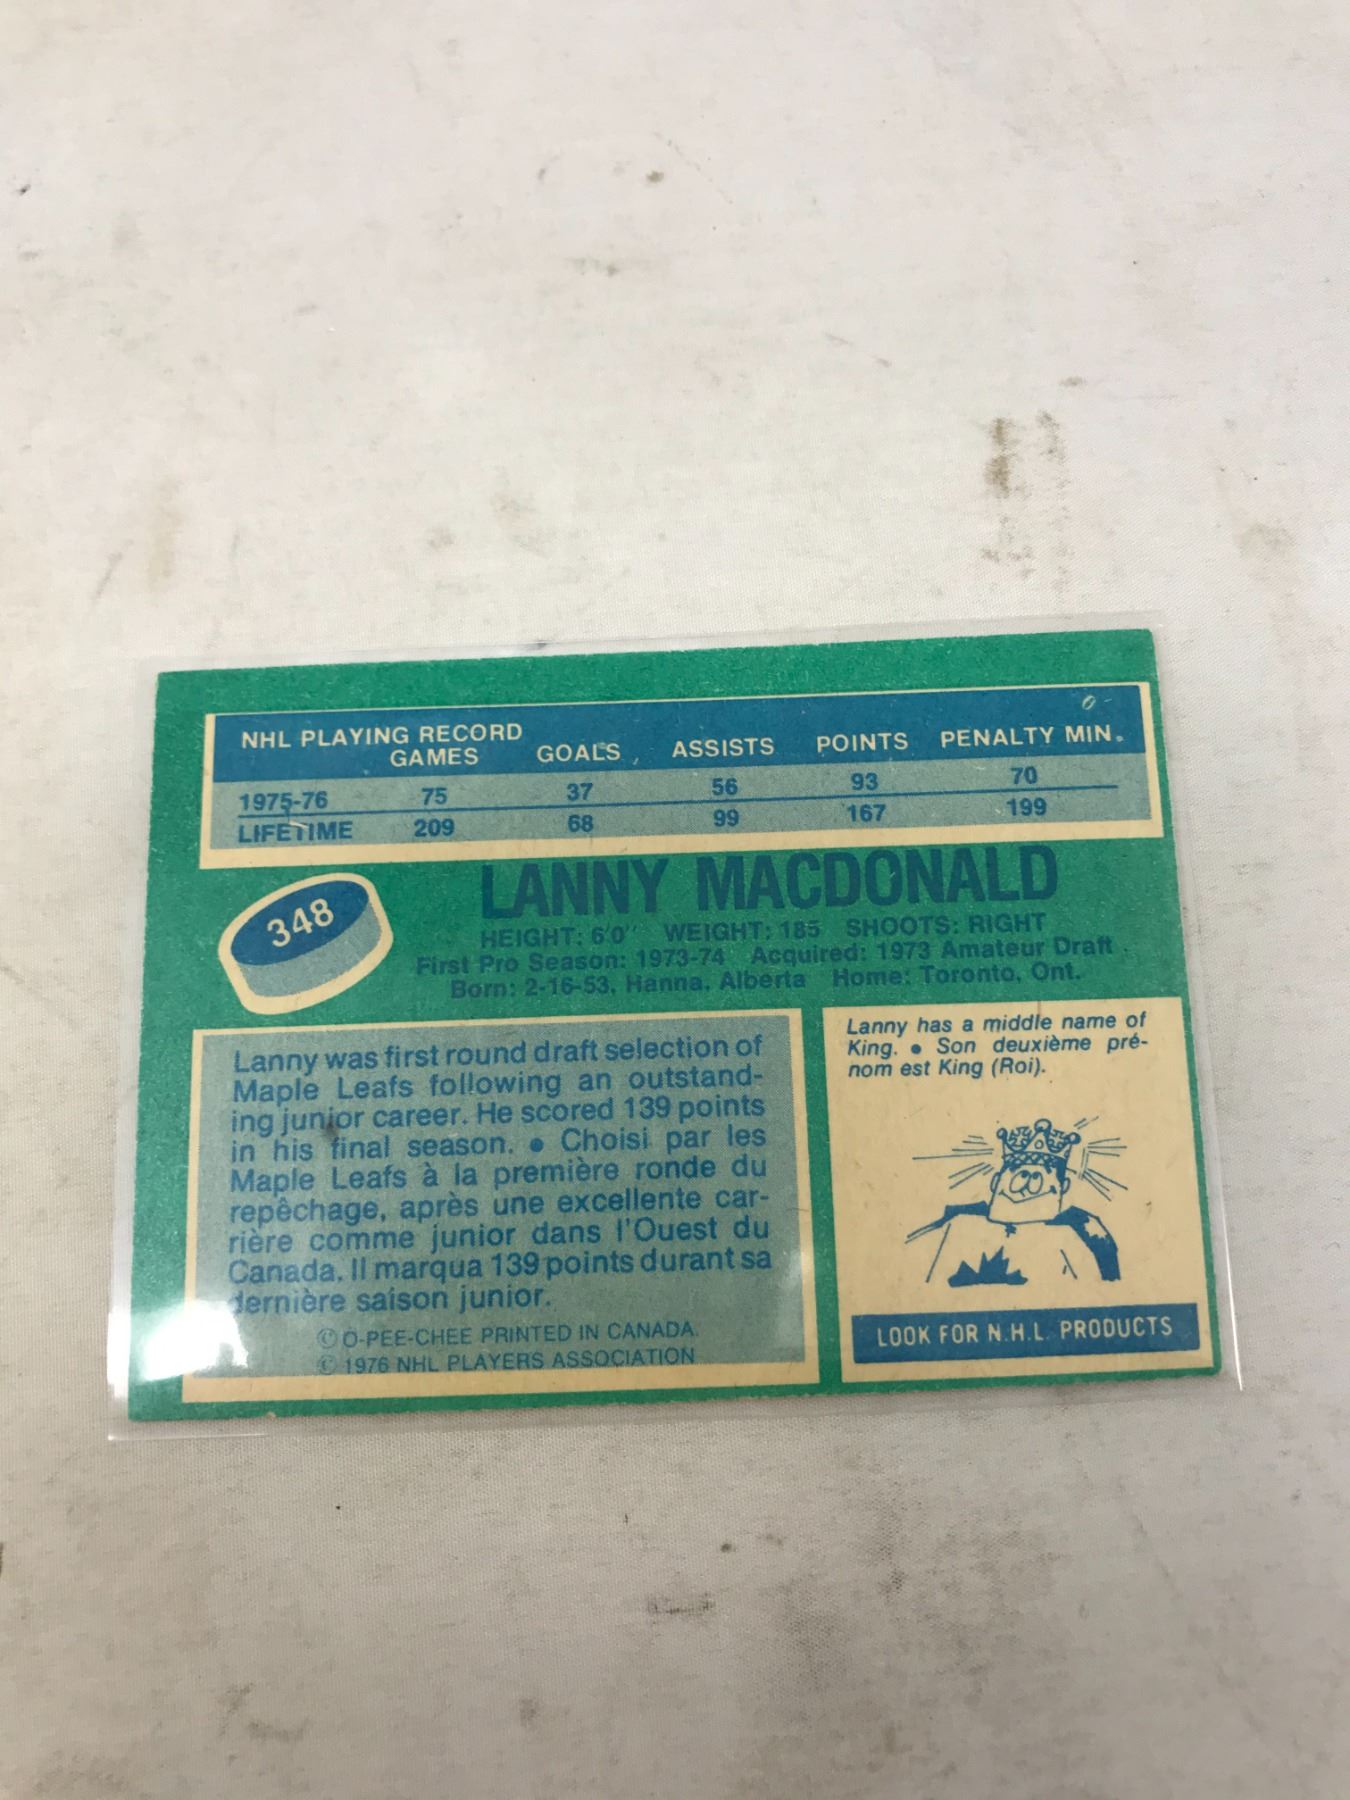 NHL PLAYING RECORD
GAMES GOALS ASSISTS POINTS PENALTY MIN.
1975-76 75 37 56 93 70
LIFETIME 209 68 99 167 199
348
LANNY MACDONALD
HEIGHT: 6'0" WEIGHT: 185 SHOOTS: RIGHT
First Pro Season: 1973-74 Acquired: 1973 Amateur Draft
Born: 2-16-53, Hanna, Alberta Home: Toronto, Ont.
Lanny was first round draft selection of
Maple Leafs following an outstand-
ing junior career. He scored 139 points
in his final season. • Choisi par les
Maple Leafs à la première ronde du
repêchage, après une excellente car-
rière comme junior dans l'Ouest du
Canada. Il marqua 139 points durant sa
dernière saison junior.
© O-PEE-CHEE PRINTED IN CANADA.
© 1976 NHL PLAYERS ASSOCIATION
Lanny has a middle name of
King. • Son deuxième pré-
nom est King (Roi).
LOOK FOR N.H.L. PRODUCTS